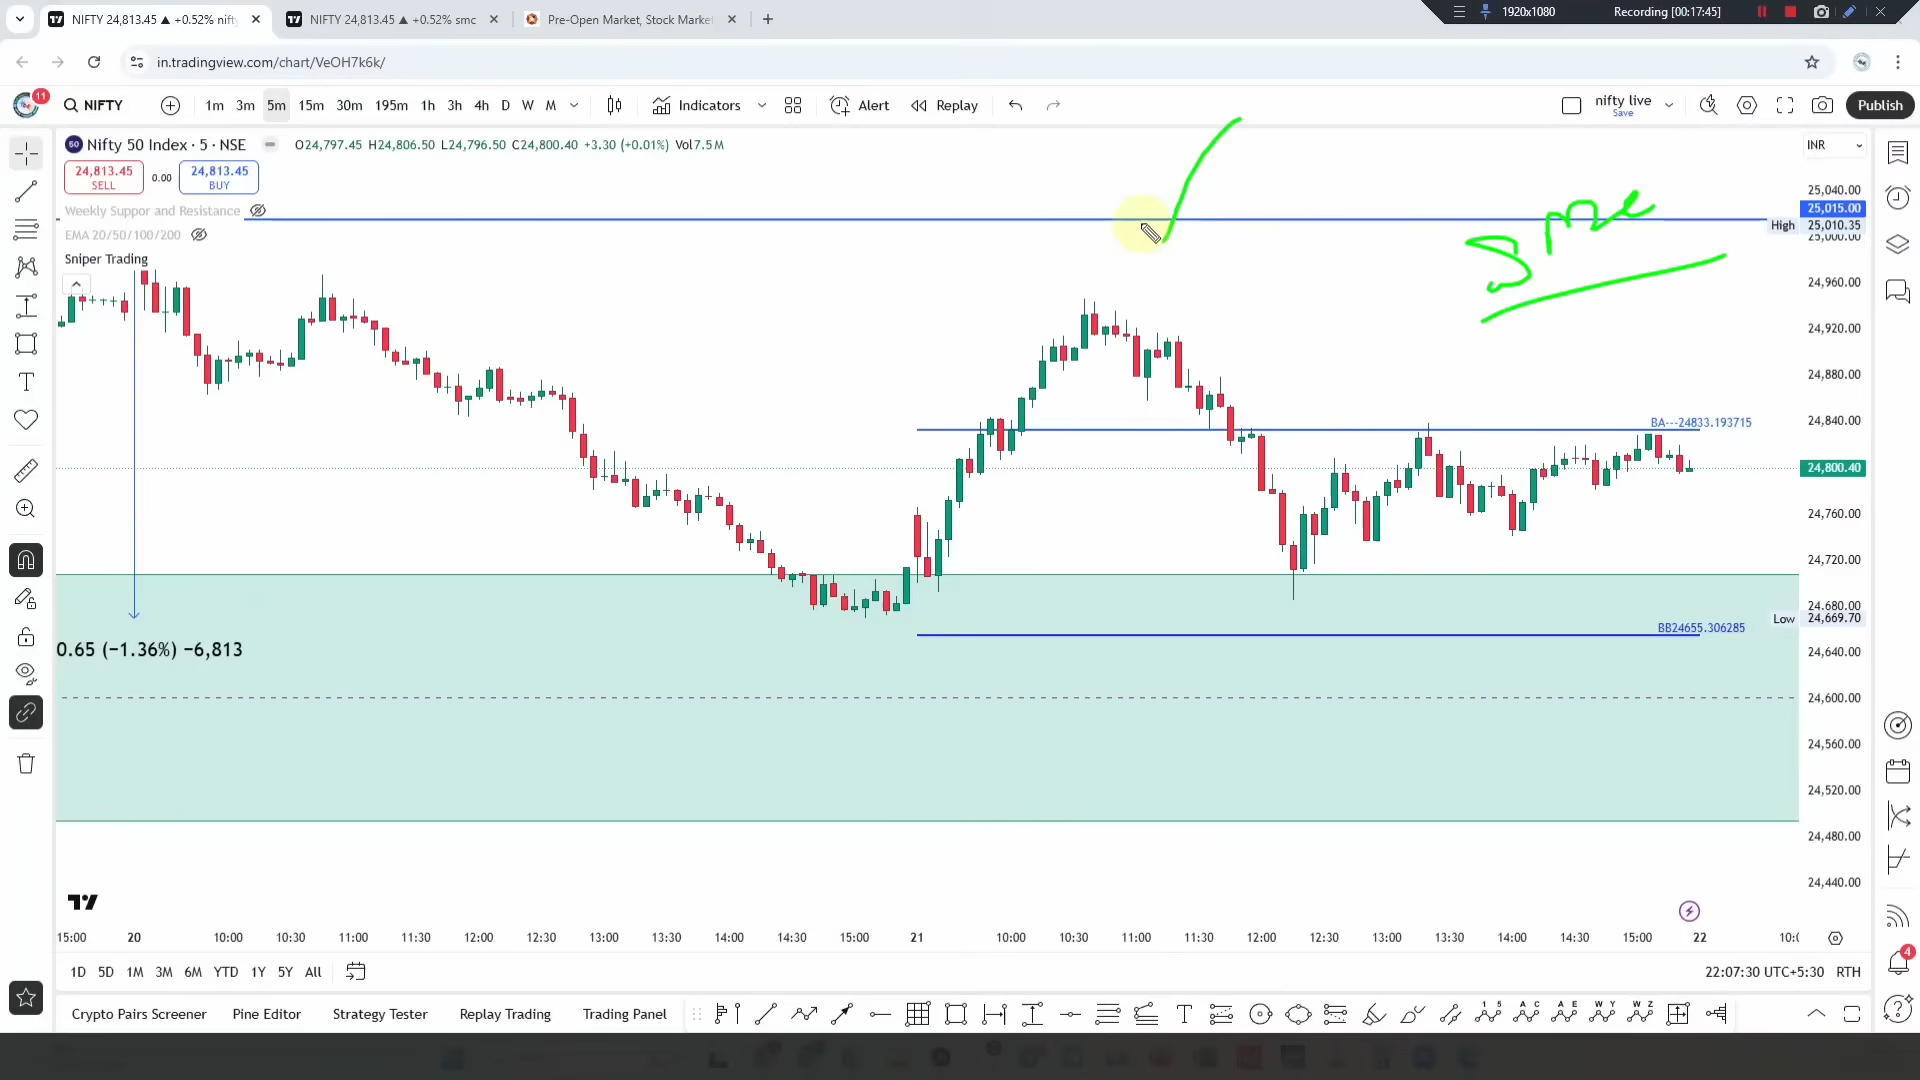 NIFTY 24,813.45 ▲ +0.52% nifty
NIFTY 24,813.45 ▲ +0.52% smc
Pre-Open Market, Stock Market
1920x1080
Recording [00:17:45]
in.tradingview.com/chart/VeOH7k6k/
11
NIFTY
1m 3m 5m 15m 30m 195m 1h 3h 4h D W M
Indicators
Alert
Replay
nifty live
Save
Publish
50 Nifty 50 Index · 5 · NSE
O24,797.45 H24,806.50 L24,796.50 C24,800.40 +3.30 (+0.01%) Vol7.5 M
INR
24,813.45
SELL
0.00
24,813.45
BUY
Weekly Suppor and Resistance
EMA 20/50/100/200
Sniper Trading
25,040.00
25,015.00
High 25,010.35
25,000.00
24,960.00
24,920.00
24,880.00
24,840.00
BA---24833.193715
24,800.40
24,760.00
24,720.00
24,680.00
Low 24,669.70
BB24655.306285
0.65 (−1.36%) −6,813
24,640.00
24,600.00
24,560.00
24,520.00
24,480.00
24,440.00
15:00 20 10:00 10:30 11:00 11:30 12:00 12:30 13:00 13:30 14:00 14:30 15:00 21 10:00 10:30 11:00 11:30 12:00 12:30 13:00 13:30 14:00 14:30 15:00 22
1D 5D 1M 3M 6M YTD 1Y 5Y All
22:07:30 UTC+5:30 RTH
4
Crypto Pairs Screener Pine Editor Strategy Tester Replay Trading Trading Panel